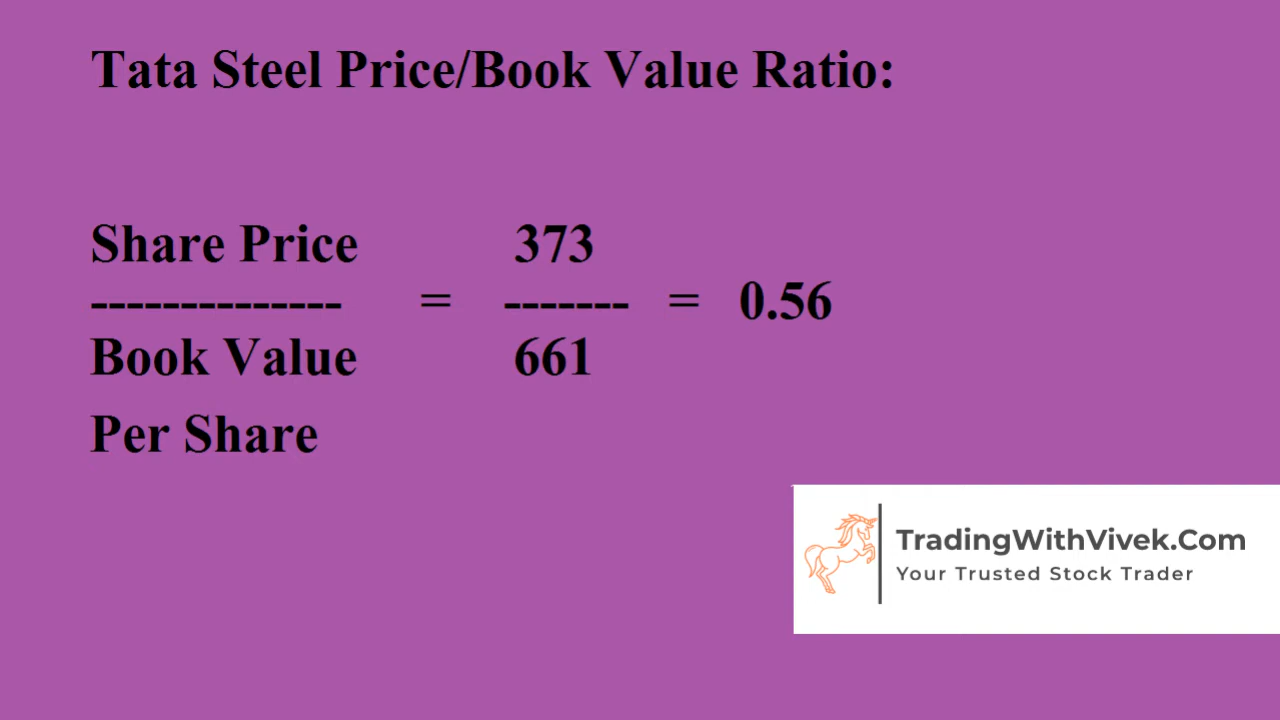 Tata Steel Price/Book Value Ratio:
Share Price 373
-------------- = ------- = 0.56
Book Value 661
Per Share
TradingWithVivek.Com
Your Trusted Stock Trader